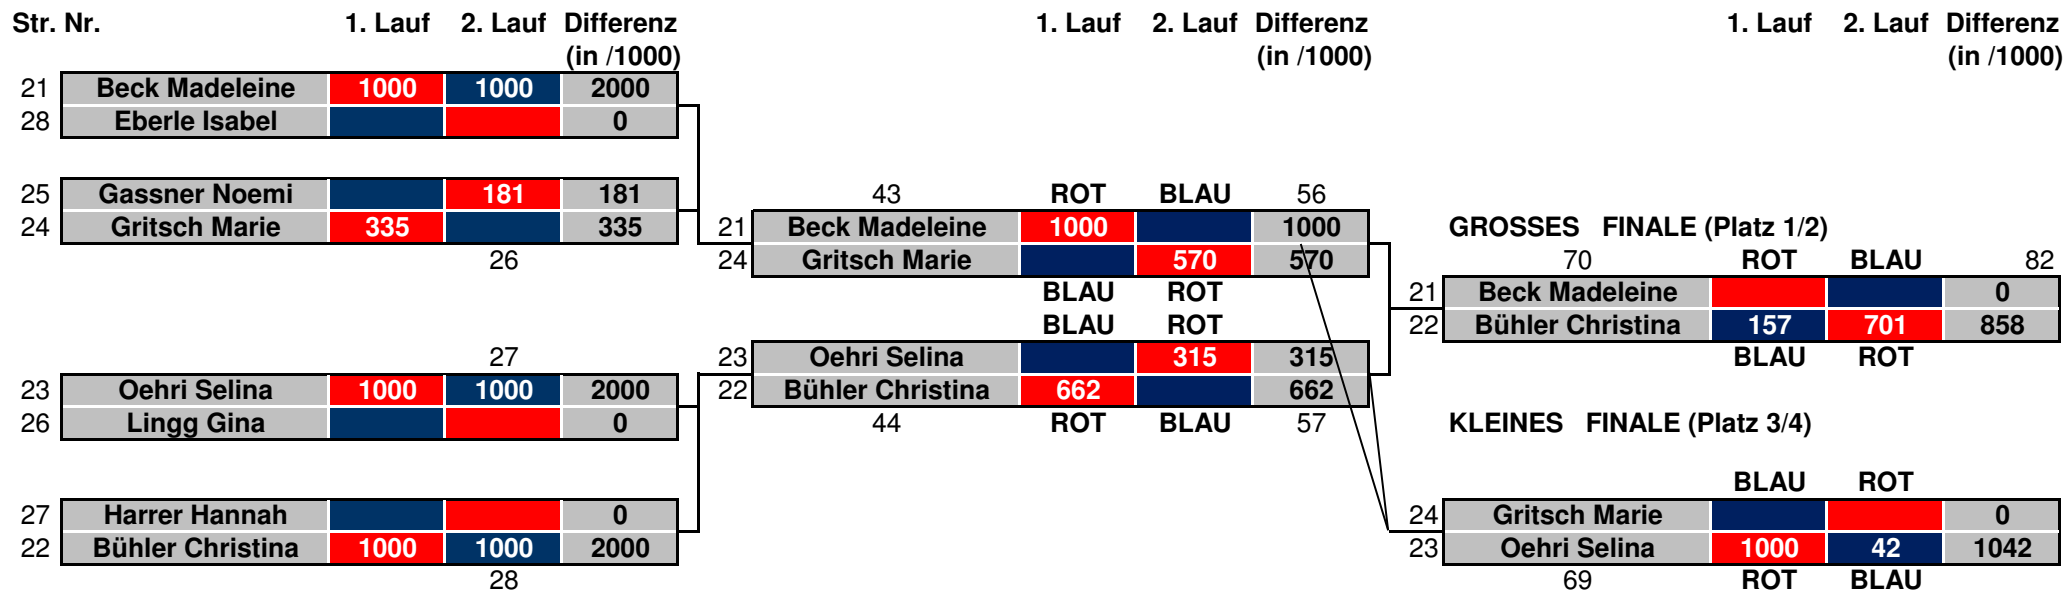 Str. Nr. 1. Lauf 2. Lauf Differenz 1. Lauf 2. Lauf Differenz 1. Lauf 2. Lauf Differenz
(in /1000) (in /1000) (in /1000)
21 Beck Madeleine 1000 1000 2000
28 Eberle Isabel 0
25 Gassner Noemi 181 181 43 ROT BLAU 56
24 Gritsch Marie 335 335 21 Beck Madeleine 1000 1000 GROSSES FINALE (Platz 1/2)
26 24 Gritsch Marie 570 570 70 ROT BLAU 82
BLAU ROT 21 Beck Madeleine 0
BLAU ROT 22 Bühler Christina 157 701 858
27 23 Oehri Selina 315 315 BLAU ROT
23 Oehri Selina 1000 1000 2000 22 Bühler Christina 662 662
26 Lingg Gina 0 44 ROT BLAU 57 KLEINES FINALE (Platz 3/4)
BLAU ROT
27 Harrer Hannah 0 24 Gritsch Marie 0
22 Bühler Christina 1000 1000 2000 23 Oehri Selina 1000 42 1042
28 69 ROT BLAU